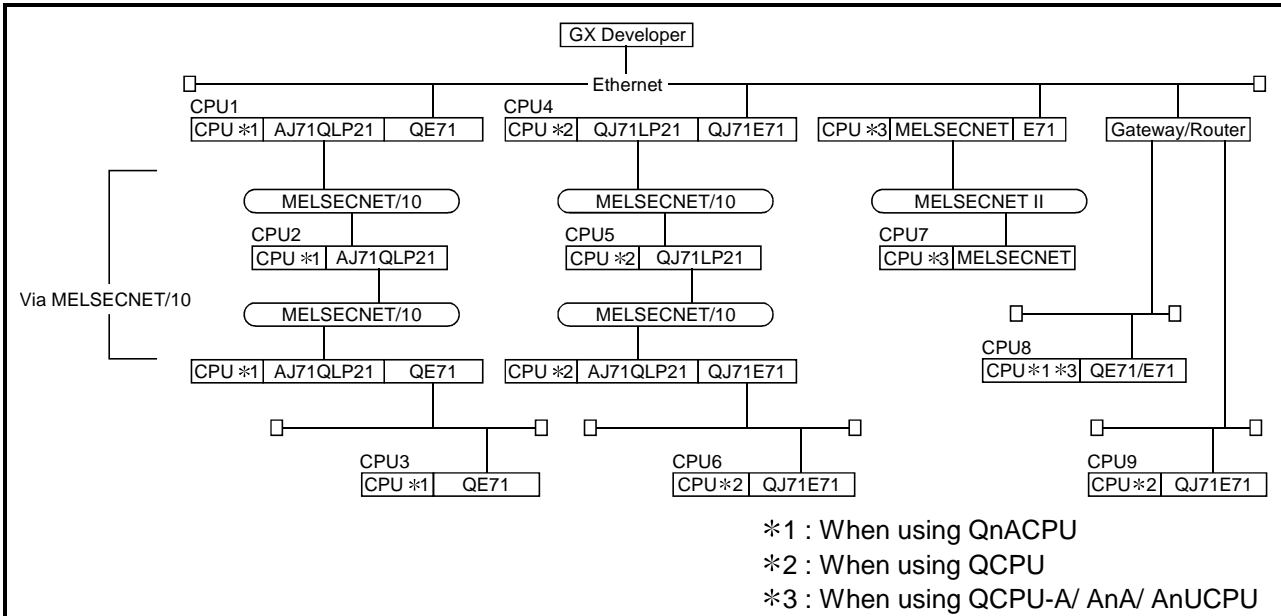 GX Developer
Ethernet
CPU1
CPU4
CPU *1 AJ71QLP21 QE71
CPU *2 QJ71LP21 QJ71E71
CPU *3 MELSECNET E71
Gateway/Router
MELSECNET/10
MELSECNET/10
MELSECNET II
CPU2
CPU5
CPU7
CPU *1 AJ71QLP21
CPU *2 QJ71LP21
CPU *3 MELSECNET
Via MELSECNET/10
MELSECNET/10
MELSECNET/10
CPU8
CPU *1 AJ71QLP21 QE71
CPU *2 AJ71QLP21 QJ71E71
CPU*1 *3 QE71/E71
CPU3
CPU6
CPU9
CPU *1 QE71
CPU*2 QJ71E71
CPU*2 QJ71E71
*1 : When using QnACPU
*2 : When using QCPU
*3 : When using QCPU-A/ AnA/ AnUCPU